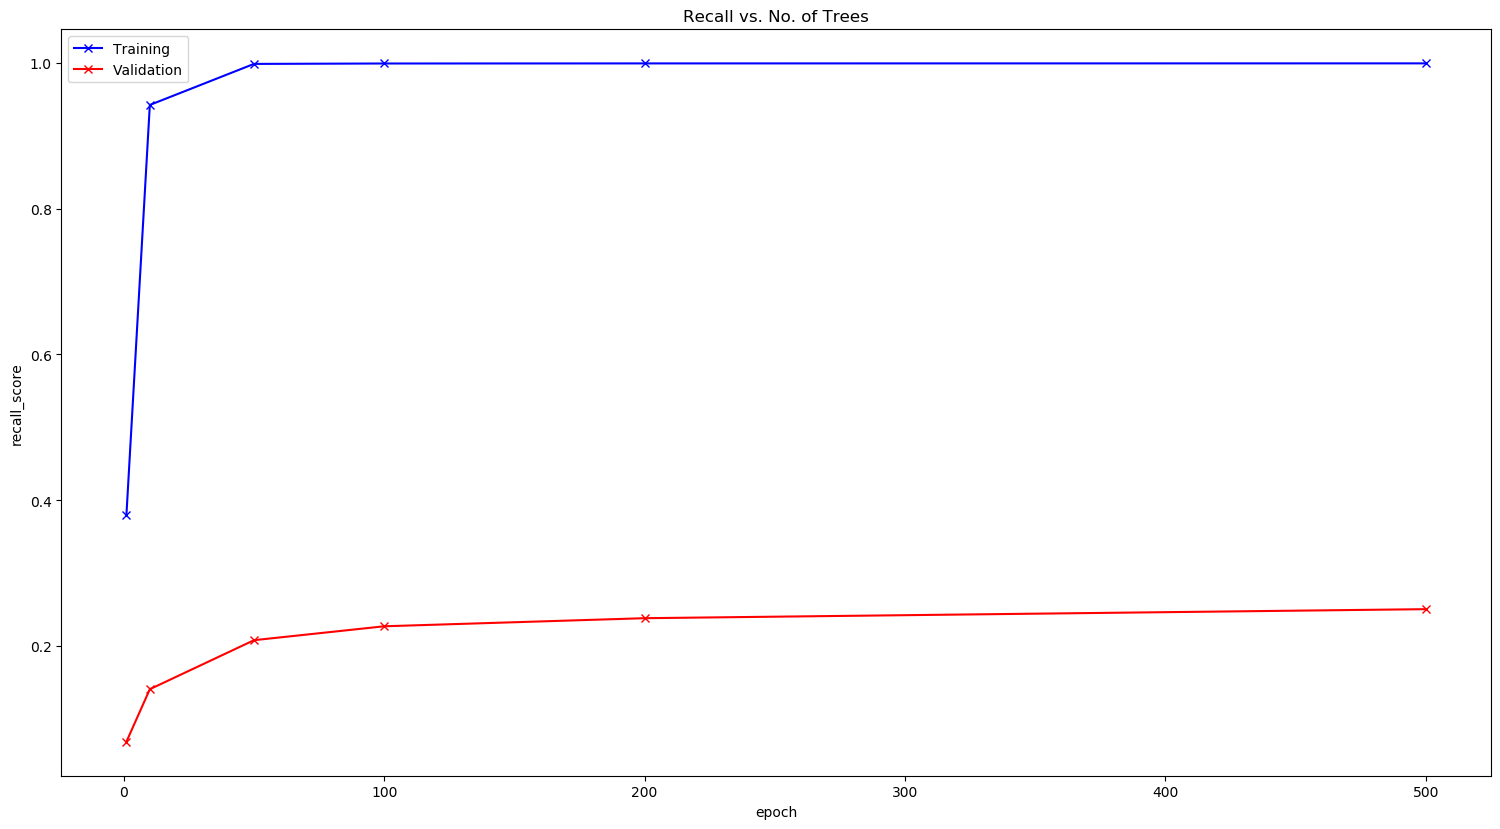 Recall vs. No. of Trees
Training
Validation
1.0
0.8
0.6
0.4
0.2
recall_score
0 100 200 300 400 500
epoch